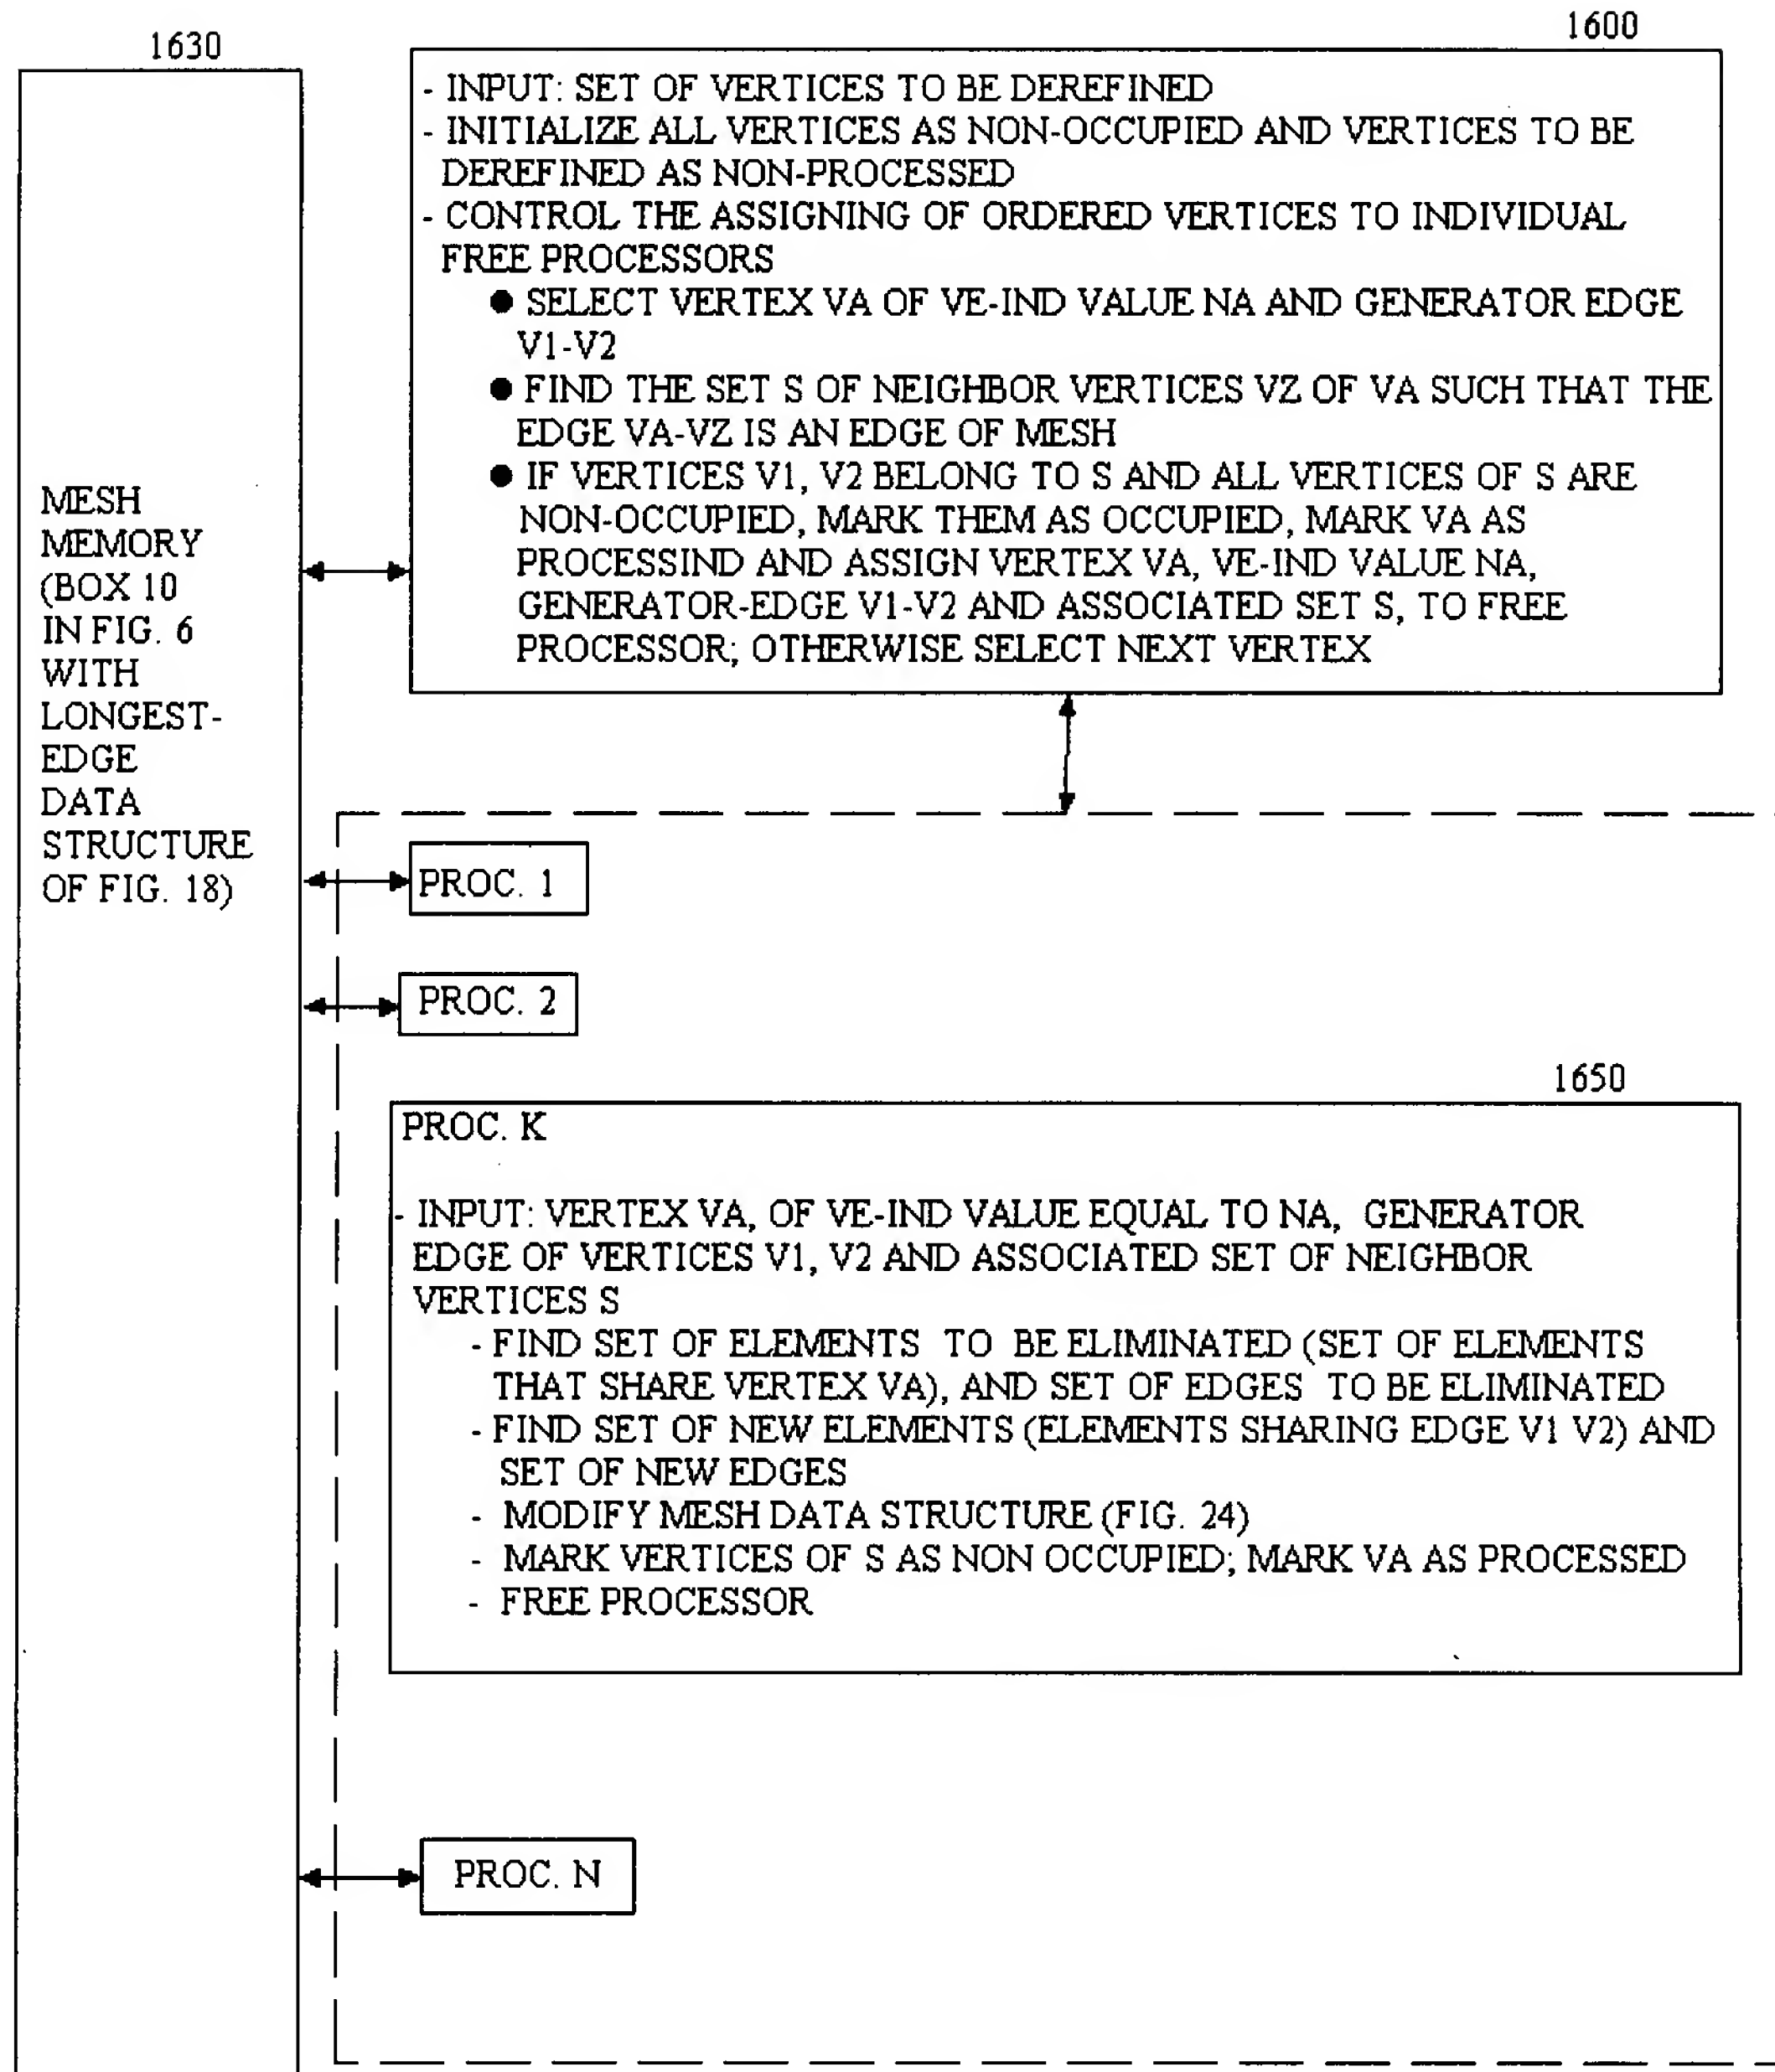 1630
MESH
MEMORY
(BOX 10
IN FIG. 6
WITH
LONGEST-
EDGE
DATA
STRUCTURE
OF FIG. 18)
1600
- INPUT: SET OF VERTICES TO BE DEREFINED
- INITIALIZE ALL VERTICES AS NON-OCCUPIED AND VERTICES TO BE
DEREFINED AS NON-PROCESSED
- CONTROL THE ASSIGNING OF ORDERED VERTICES TO INDIVIDUAL
FREE PROCESSORS
● SELECT VERTEX VA OF VE-IND VALUE NA AND GENERATOR EDGE
V1-V2
● FIND THE SET S OF NEIGHBOR VERTICES VZ OF VA SUCH THAT THE
EDGE VA-VZ IS AN EDGE OF MESH
● IF VERTICES V1, V2 BELONG TO S AND ALL VERTICES OF S ARE
NON-OCCUPIED, MARK THEM AS OCCUPIED, MARK VA AS
PROCESSIND AND ASSIGN VERTEX VA, VE-IND VALUE NA,
GENERATOR-EDGE V1-V2 AND ASSOCIATED SET S, TO FREE
PROCESSOR; OTHERWISE SELECT NEXT VERTEX
PROC. 1
PROC. 2
1650
PROC. K
- INPUT: VERTEX VA, OF VE-IND VALUE EQUAL TO NA, GENERATOR
EDGE OF VERTICES V1, V2 AND ASSOCIATED SET OF NEIGHBOR
VERTICES S
- FIND SET OF ELEMENTS TO BE ELIMINATED (SET OF ELEMENTS
THAT SHARE VERTEX VA), AND SET OF EDGES TO BE ELIMINATED
- FIND SET OF NEW ELEMENTS (ELEMENTS SHARING EDGE V1 V2) AND
SET OF NEW EDGES
- MODIFY MESH DATA STRUCTURE (FIG. 24)
- MARK VERTICES OF S AS NON OCCUPIED; MARK VA AS PROCESSED
- FREE PROCESSOR
PROC. N